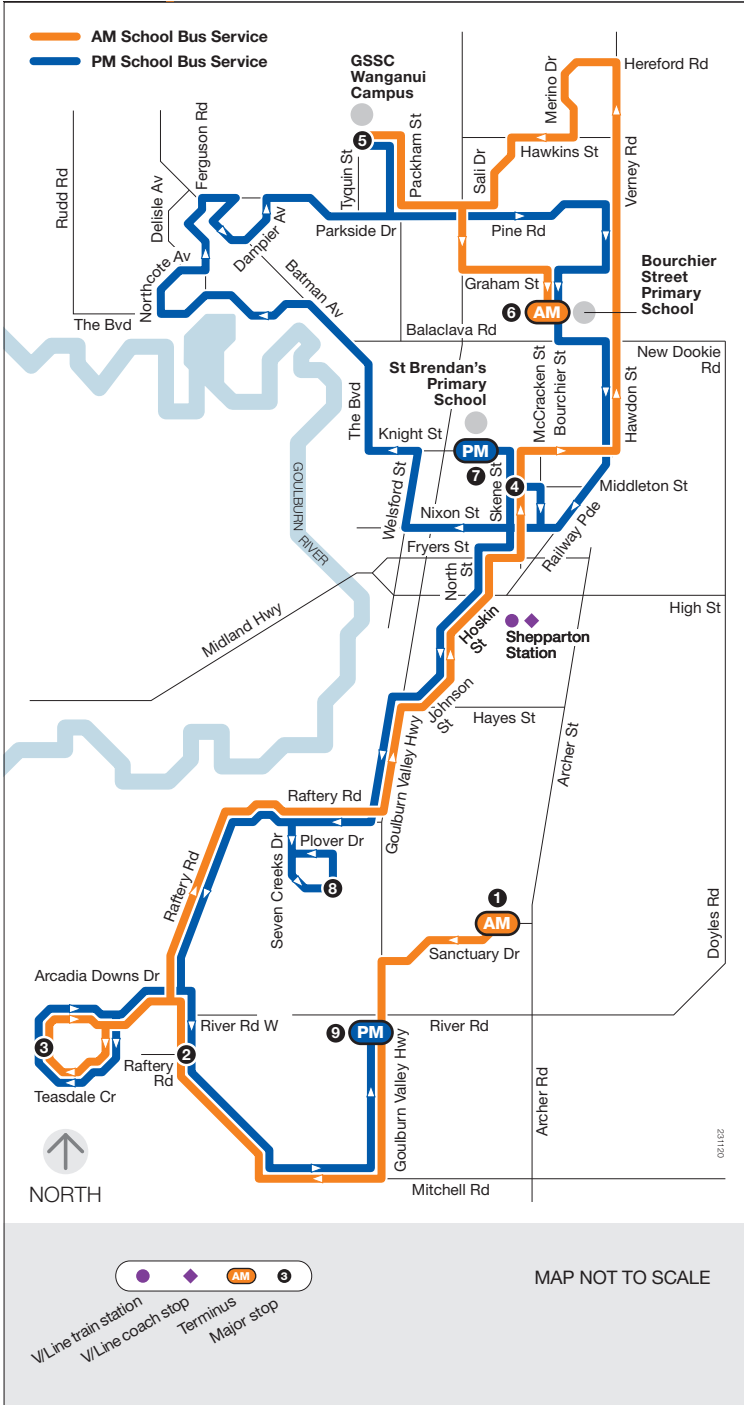 AM School Bus Service
PM School Bus Service
GSSC
Wanganui
Campus
5
Hereford Rd
Merino Dr
Ferguson Rd
Rudd Rd
Delisle Av
Tyquin St
Packham St
Sali Dr
Hawkins St
Verney Rd
Northcote Av
Dampier Av
Parkside Dr
Pine Rd
Batman Av
Graham St
Bourchier
Street
Primary
School
6
AM
The Bvd
Balaclava Rd
New Dookie
Rd
St Brendan's
Primary
School
McCracken St
Bourchier St
Hawdon St
The Bvd
Knight St
PM
7
Skene St
4
Middleton St
GOULBURN
RIVER
Welsford St
Nixon St
Railway Pde
Fryers St
North
St
High St
Midland Hwy
Hoskin
St
Shepparton
Station
Johnson
St
Hayes St
Archer St
Goulburn Valley Hwy
Raftery Rd
Plover Dr
Seven Creeks Dr
8
Raftery Rd
1
AM
Sanctuary Dr
Doyles Rd
Arcadia Downs Dr
River Rd W
9
PM
River Rd
3
2
Raftery
Rd
Teasdale Cr
Goulburn Valley Hwy
Archer Rd
231120
NORTH
Mitchell Rd
AM
3
V/Line train station
V/Line coach stop
Terminus
Major stop
MAP NOT TO SCALE